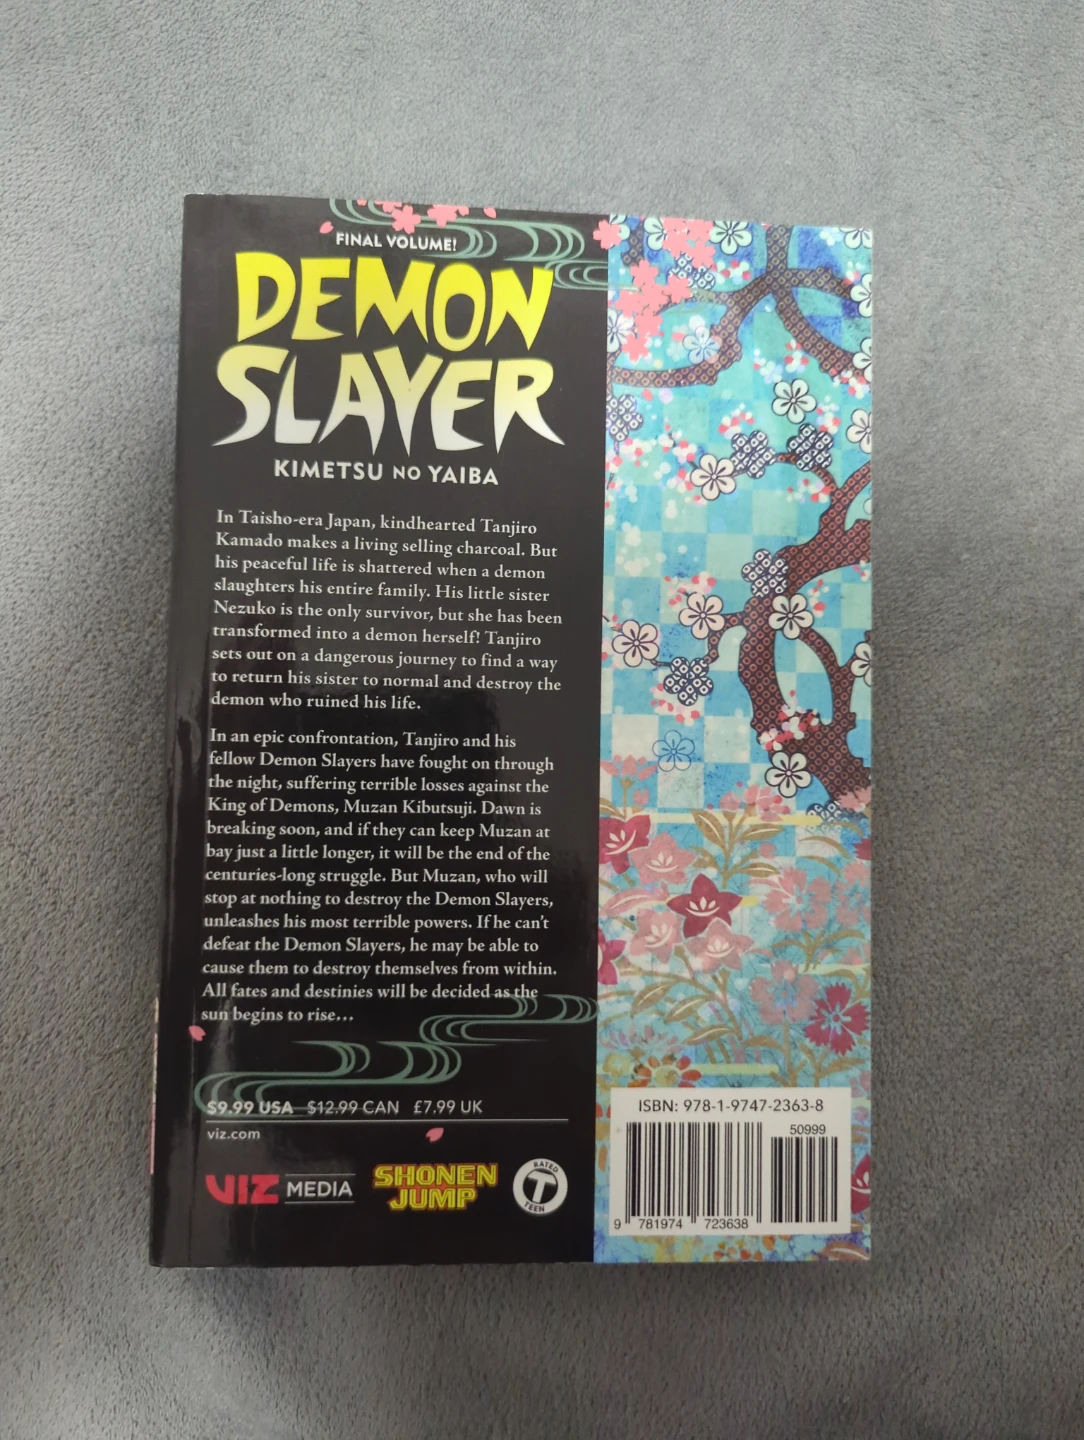 FINAL VOLUME!
DEMON
SLAYER
KIMETSU NO YAIBA
In Taisho-era Japan, kindhearted Tanjiro
Kamado makes a living selling charcoal. But
his peaceful life is shattered when a demon
slaughters his entire family. His little sister
Nezuko is the only survivor, but she has been
transformed into a demon herself! Tanjiro
sets out on a dangerous journey to find a way
to return his sister to normal and destroy the
demon who ruined his life.
In an epic confrontation, Tanjiro and his
fellow Demon Slayers have fought on through
the night, suffering terrible losses against the
King of Demons, Muzan Kibutsuji. Dawn is
breaking soon, and if they can keep Muzan at
bay just a little longer, it will be the end of the
centuries-long struggle. But Muzan, who will
stop at nothing to destroy the Demon Slayers,
unleashes his most terrible powers. If he can't
defeat the Demon Slayers, he may be able to
cause them to destroy themselves from within.
All fates and destinies will be decided as the
sun begins to rise...
$9.99 USA $12.99 CAN £7.99 UK
viz.com
VIZ MEDIA
SHONEN
JUMP
RATED
T
TEEN
ISBN: 978-1-9747-2363-8
50999
9 781974 723638